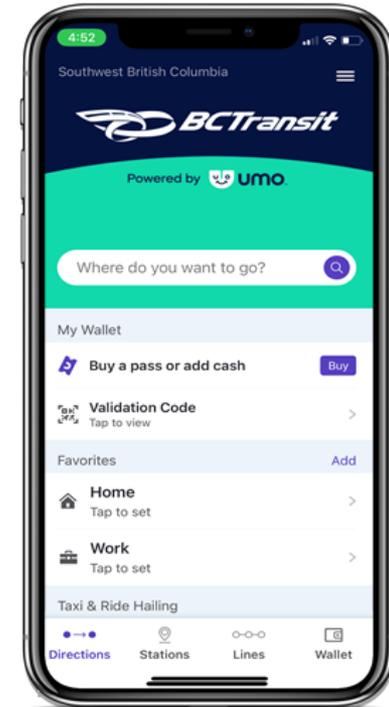 4:52
Southwest British Columbia
BCTransit
Powered by umo.
Where do you want to go?
My Wallet
Buy a pass or add cash
Buy
Validation Code
Tap to view
Favorites
Add
Home
Tap to set
Work
Tap to set
Taxi & Ride Hailing
Directions
Stations
Lines
Wallet